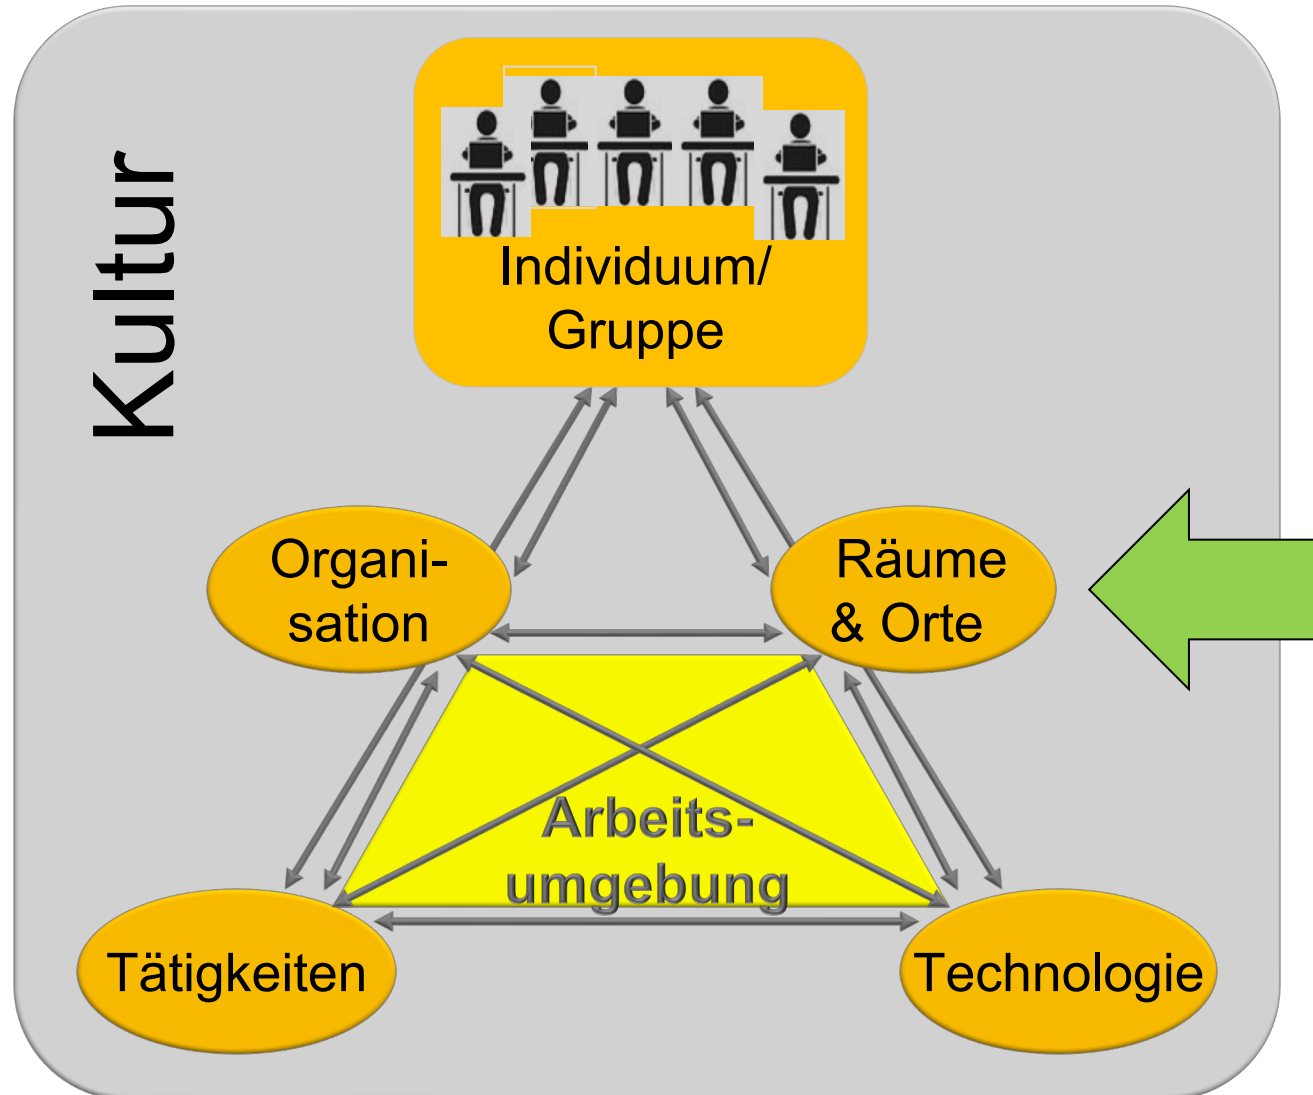 Kultur
Individuum/
Gruppe
Organi-
sation
Räume
& Orte
Arbeits-
umgebung
Tätigkeiten
Technologie